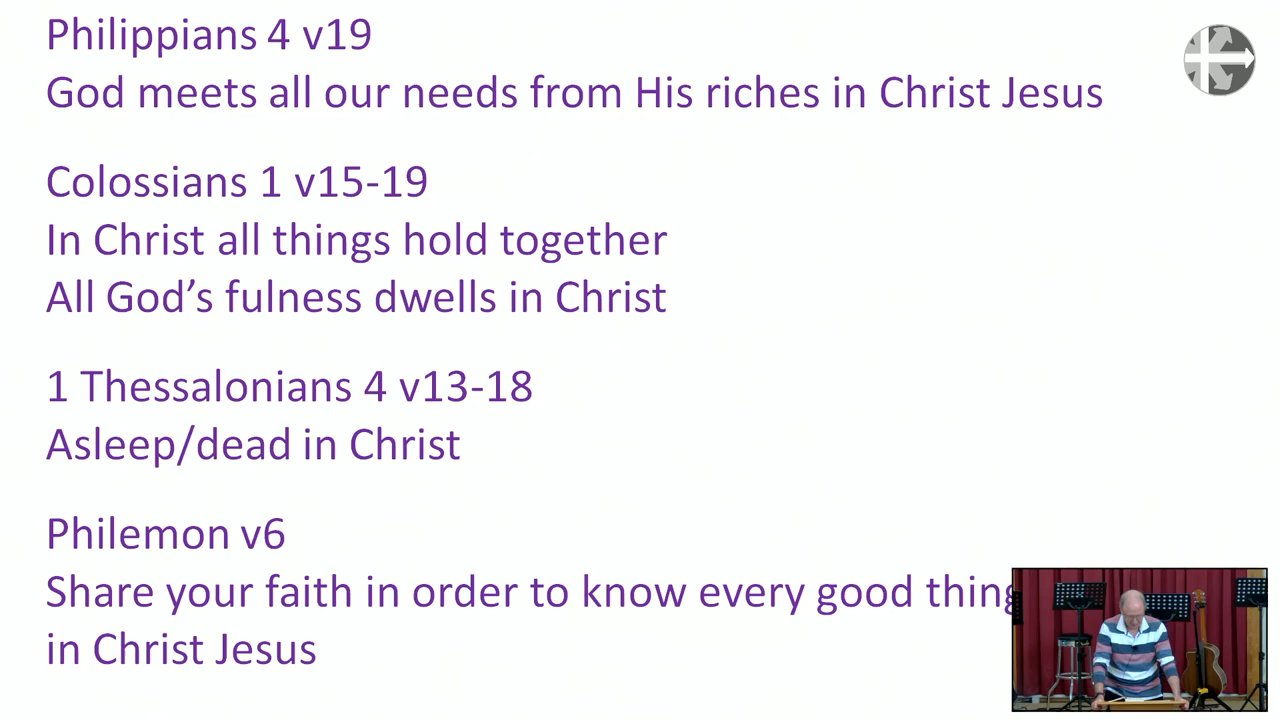 Philippians 4 v19
God meets all our needs from His riches in Christ Jesus
Colossians 1 v15-19
In Christ all things hold together
All God’s fulness dwells in Christ
1 Thessalonians 4 v13-18
Asleep/dead in Christ
Philemon v6
Share your faith in order to know every good thing
in Christ Jesus